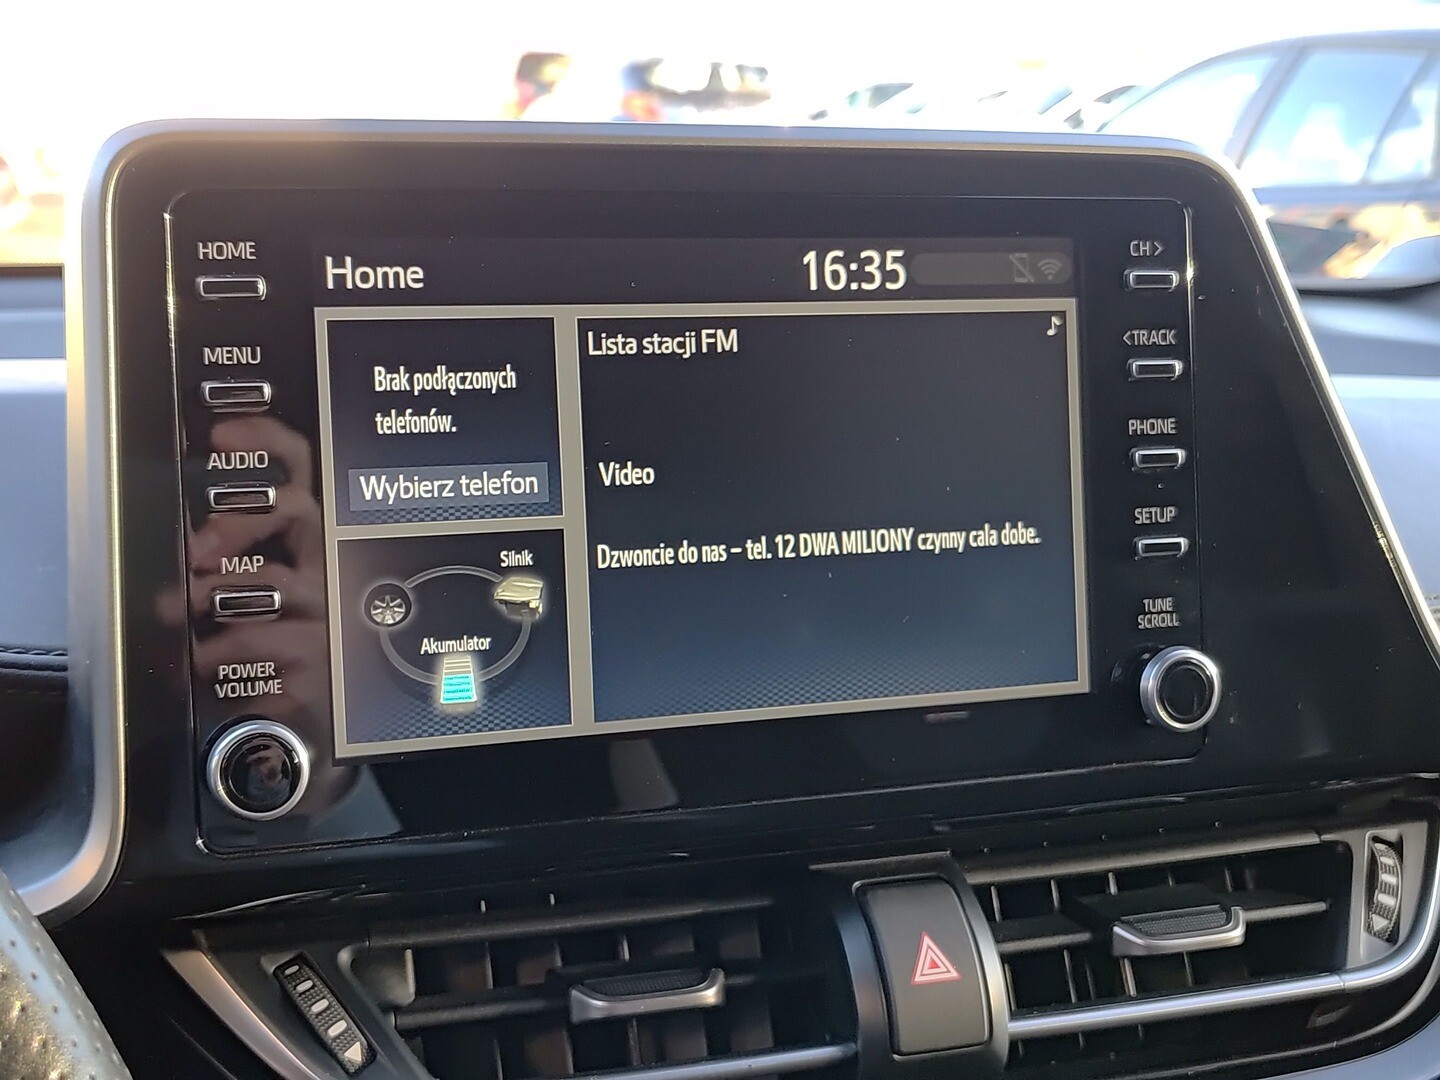 HOME
MENU
AUDIO
MAP
POWER
VOLUME
Home
16:35
Brak podłączonych
telefonów.
Wybierz telefon
Silnik
Akumulator
Lista stacji FM
Video
Dzwoncie do nas – tel. 12 DWA MILIONY czynny cala dobe.
CH>
<TRACK
PHONE
SETUP
TUNE
SCROLL